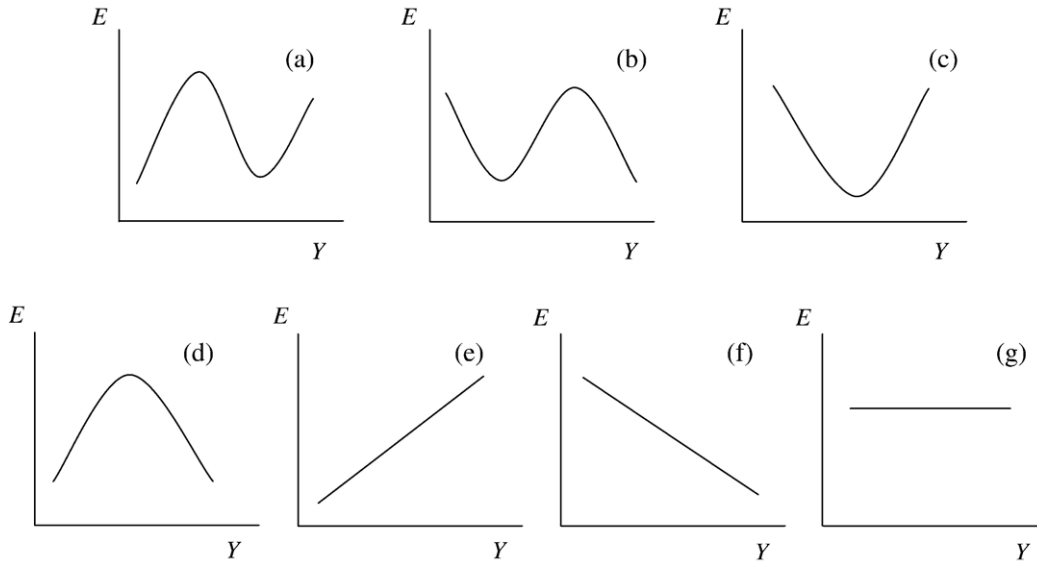 E (a) Y
E (b) Y
E (c) Y
E (d) Y
E (e) Y
E (f) Y
E (g) Y